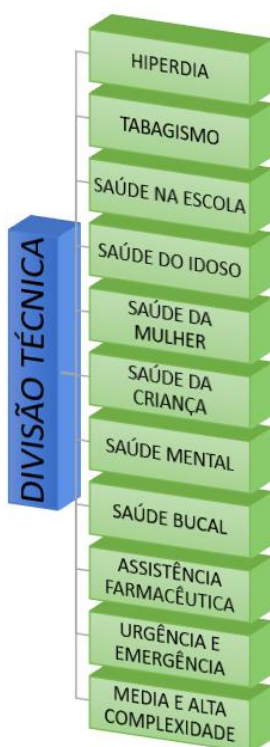 DIVISÃO TÉCNICA
HIPERDIA
TABAGISMO
SAÚDE NA ESCOLA
SAÚDE DO IDOSO
SAÚDE DA
MULHER
SAÚDE DA
CRIANÇA
SAÚDE MENTAL
SAÚDE BUCAL
ASSISTÊNCIA
FARMACÊUTICA
URGÊNCIA E
EMERGÊNCIA
MEDIA E ALTA
COMPLEXIDADE